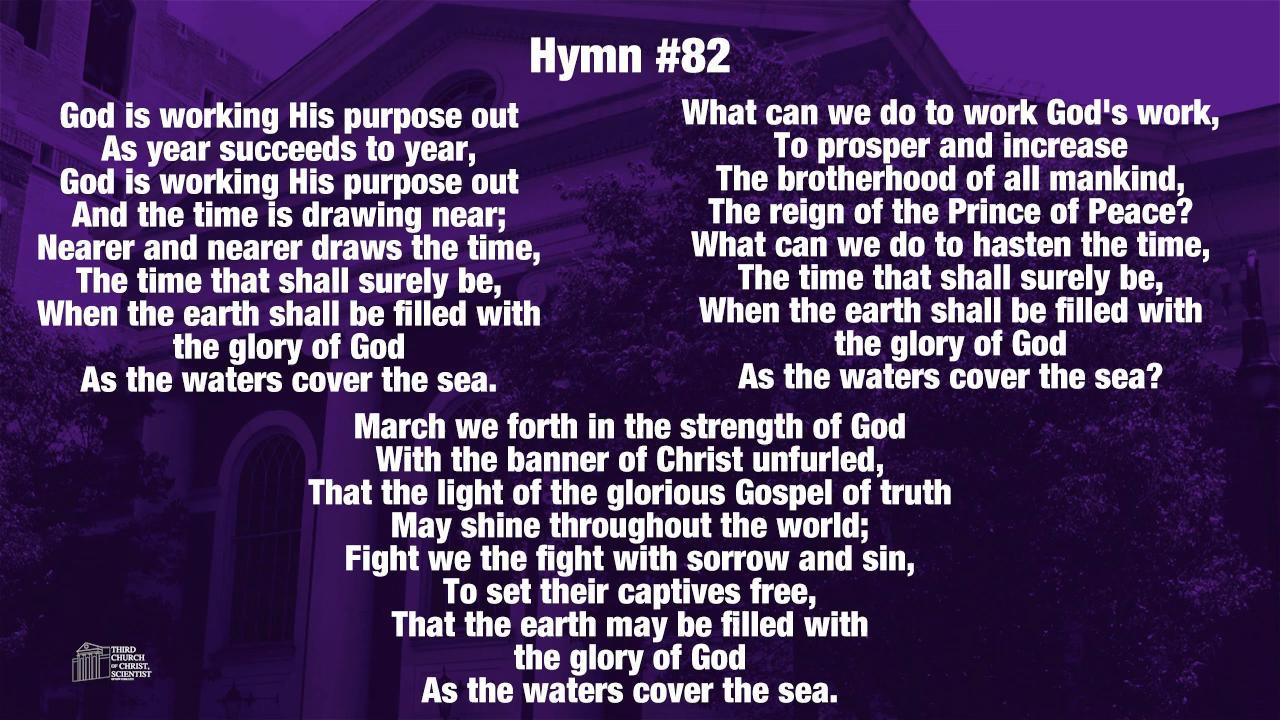 Hymn #82
God is working His purpose out
As year succeeds to year,
God is working His purpose out
And the time is drawing near;
Nearer and nearer draws the time,
The time that shall surely be,
When the earth shall be filled with
the glory of God
As the waters cover the sea.
What can we do to work God's work,
To prosper and increase
The brotherhood of all mankind,
The reign of the Prince of Peace?
What can we do to hasten the time,
The time that shall surely be,
When the earth shall be filled with
the glory of God
As the waters cover the sea?
March we forth in the strength of God
With the banner of Christ unfurled,
That the light of the glorious Gospel of truth
May shine throughout the world;
Fight we the fight with sorrow and sin,
To set their captives free,
That the earth may be filled with
the glory of God
As the waters cover the sea.
THIRD
CHURCH
OF CHRIST,
SCIENTIST